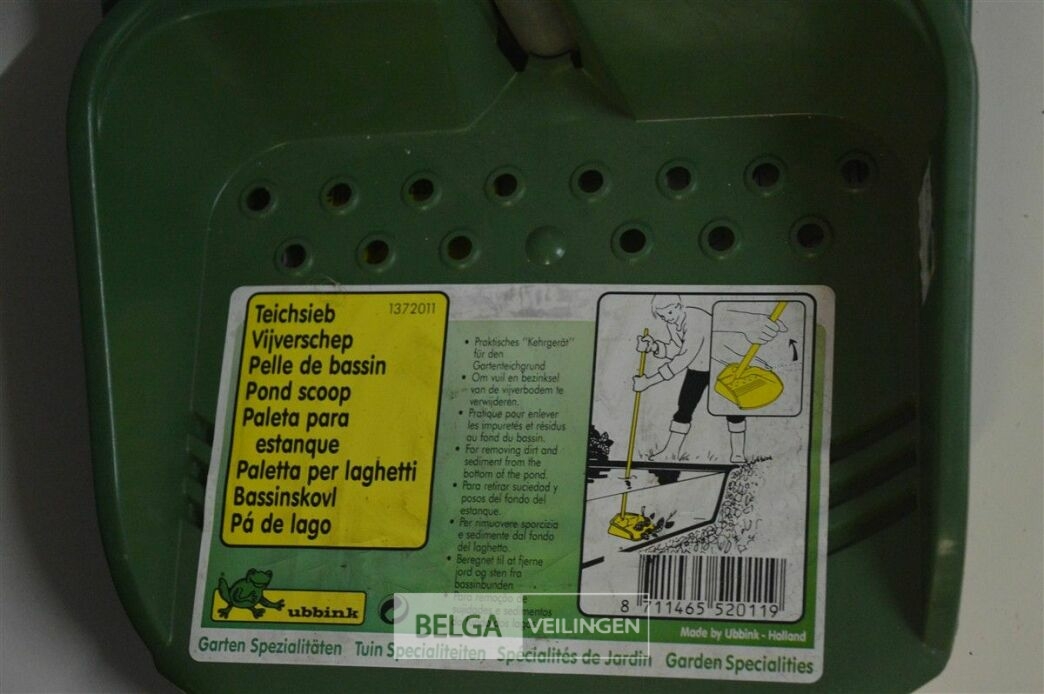 Teichsieb 1372011
Vijverschep
Pelle de bassin
Pond scoop
Paleta para
estanque
Paletta per laghetti
Bassinskovl
Pá de lago
• Praktisches "Kehrgerät"
für den
Gartenteichgrund
• Om vuil en bezinksel
van de vijverbodem te
verwijderen.
• Pratique pour enlever
les impuretés et résidus
au fond du bassin.
• For removing dirt and
sediment from the
bottom of the pond.
• Para retirar suciedad y
posos del fondo del
estanque.
• Per rimuovere sporcizia
e sedimente dal fondo
del laghetto.
• Beregnet til at fjerne
jord og sten fra
bassinbunden.
• Para remoção de
8 711465 520119
ubbink
BELGA VEILINGEN
Made by Ubbink - Holland
Garten Spezialitäten Tuin Specialiteiten Spécialités de Jardin Garden Specialities